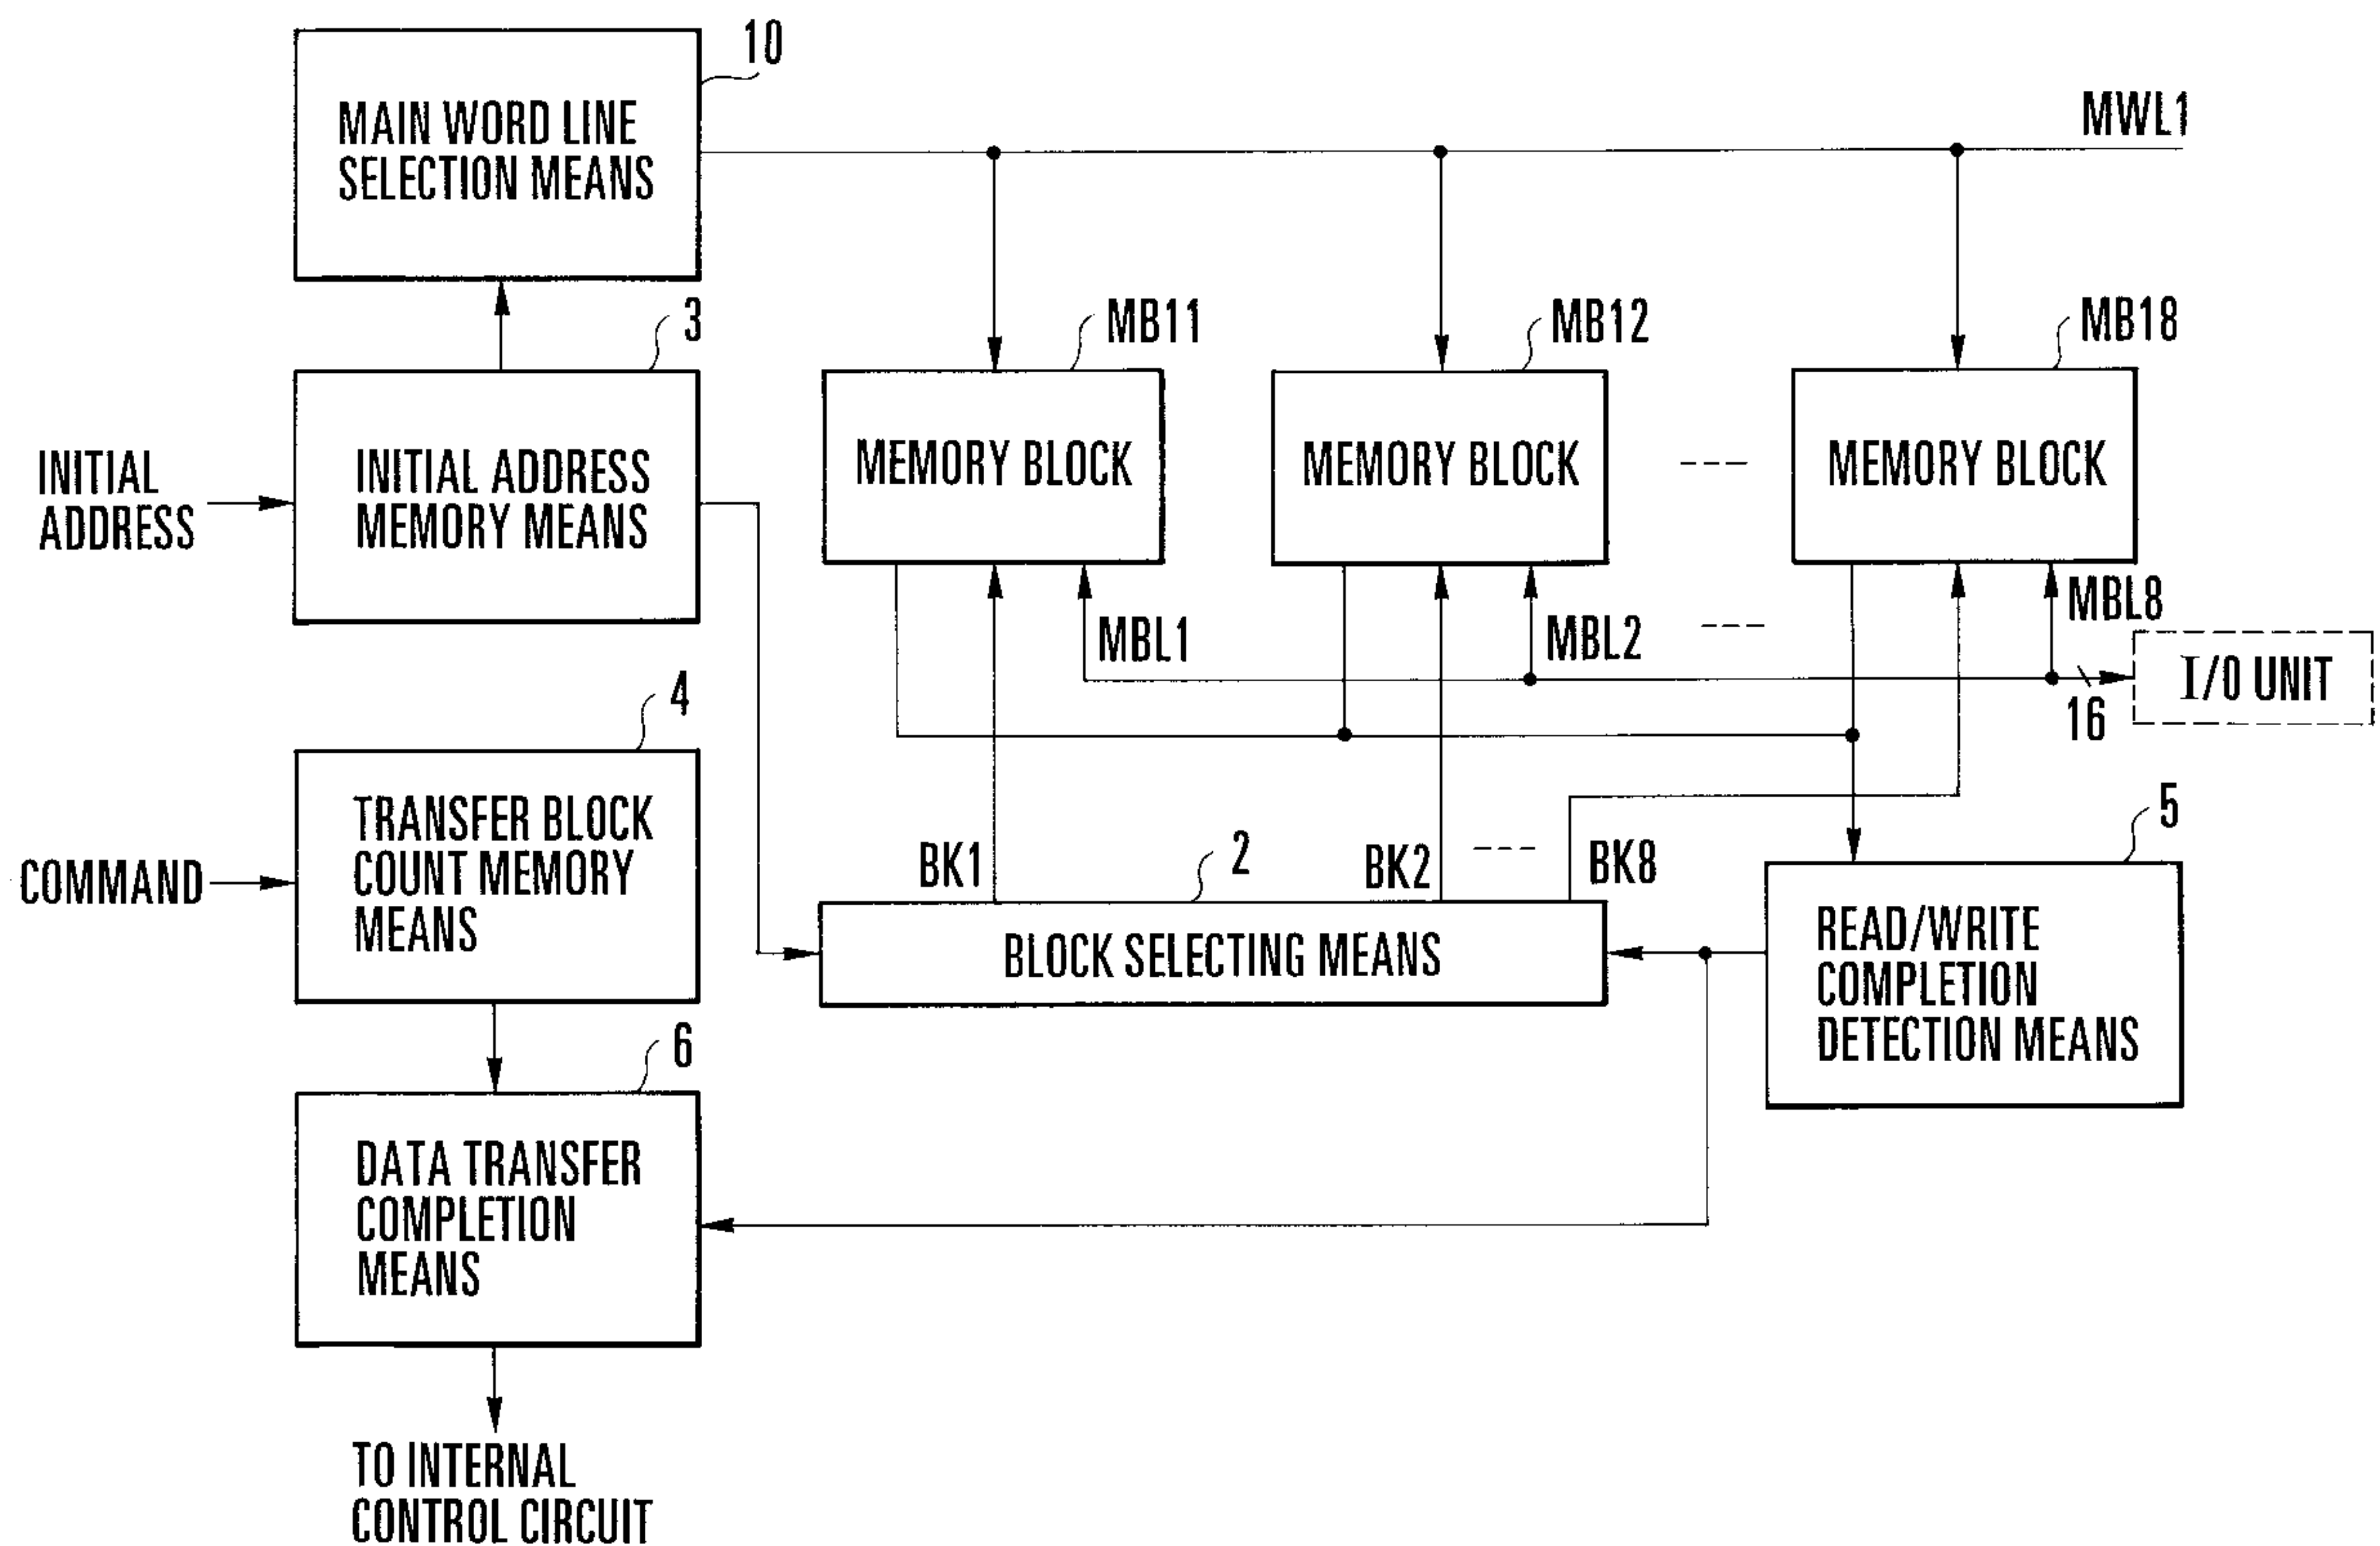 10
MAIN WORD LINE
SELECTION MEANS
MWL1
3
INITIAL
ADDRESS
INITIAL ADDRESS
MEMORY MEANS
MB11
MEMORY BLOCK
MB12
MEMORY BLOCK
MB18
MEMORY BLOCK
MBL1
MBL2
MBL8
16
I/O UNIT
4
COMMAND
TRANSFER BLOCK
COUNT MEMORY
MEANS
BK1
2
BK2
BK8
BLOCK SELECTING MEANS
5
READ/WRITE
COMPLETION
DETECTION MEANS
6
DATA TRANSFER
COMPLETION
MEANS
TO INTERNAL
CONTROL CIRCUIT